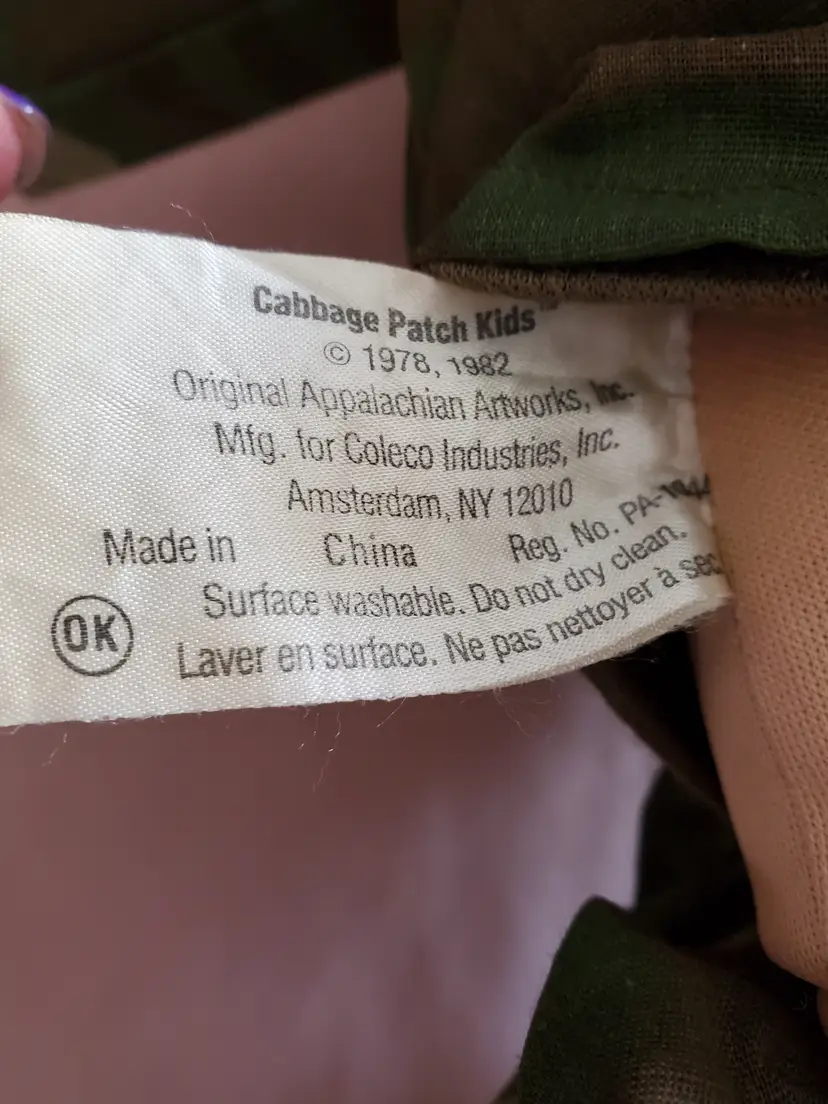 Cabbage Patch Kids™
© 1978, 1982
Original Appalachian Artworks, Inc.
Mfg. for Coleco Industries, Inc.
Amsterdam, NY 12010
Made in China Reg. No. PA-
OK
Surface washable. Do not dry clean.
Laver en surface. Ne pas nettoyer à sec